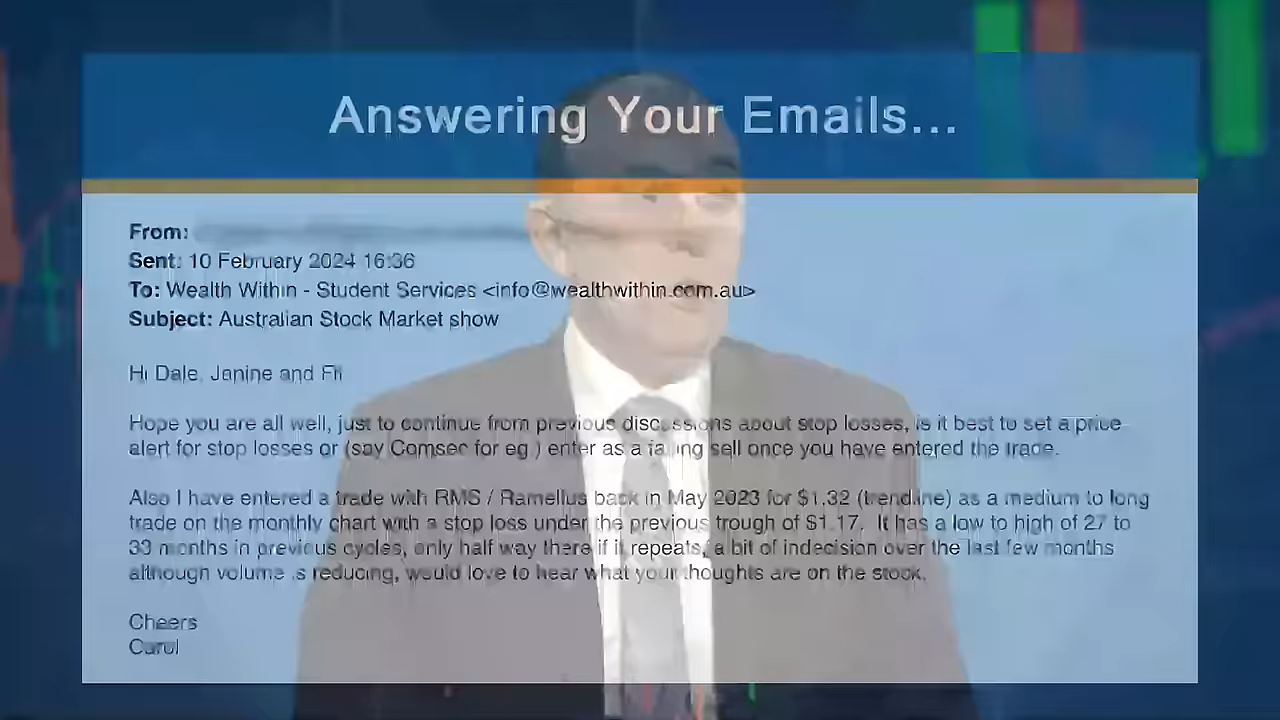 Answering Your Emails...
From:
Sent: 10 February 2024 16:36
To: Wealth Within - Student Services <info@wealthwithin.com.au>
Subject: Australian Stock Market show
Hi Dale, Janine and Fil
Hope you are all well, just to continue from previous discussions about stop losses, is it best to set a price
alert for stop losses or (say Comsec for eg.) enter as a falling sell once you have entered the trade.
Also I have entered a trade with RMS / Ramelius back in May 2023 for $1.32 (trendline) as a medium to long
trade on the monthly chart with a stop loss under the previous trough of $1.17. It has a low to high of 27 to
33 months in previous cycles, only half way there if it repeats, a bit of indecision over the last few months
although volume is reducing, would love to hear what your thoughts are on the stock.
Cheers
Carol